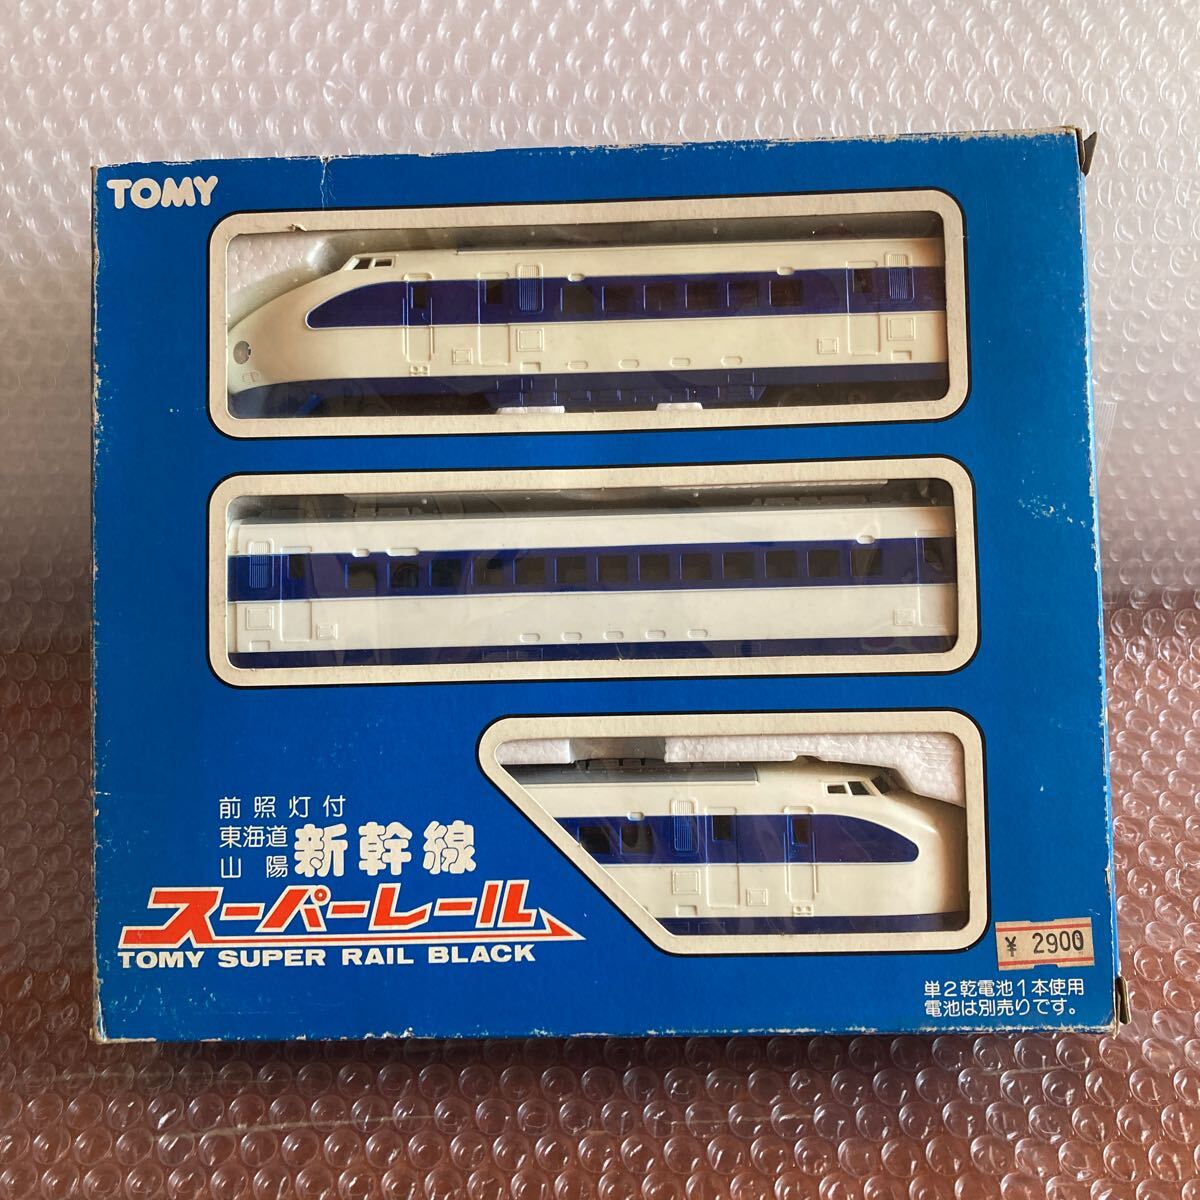 TOMY
前照灯付
東海道
山陽
新幹線
スーパーレール
TOMY SUPER RAIL BLACK
¥ 2900
単2乾電池1本使用
電池は別売りです。